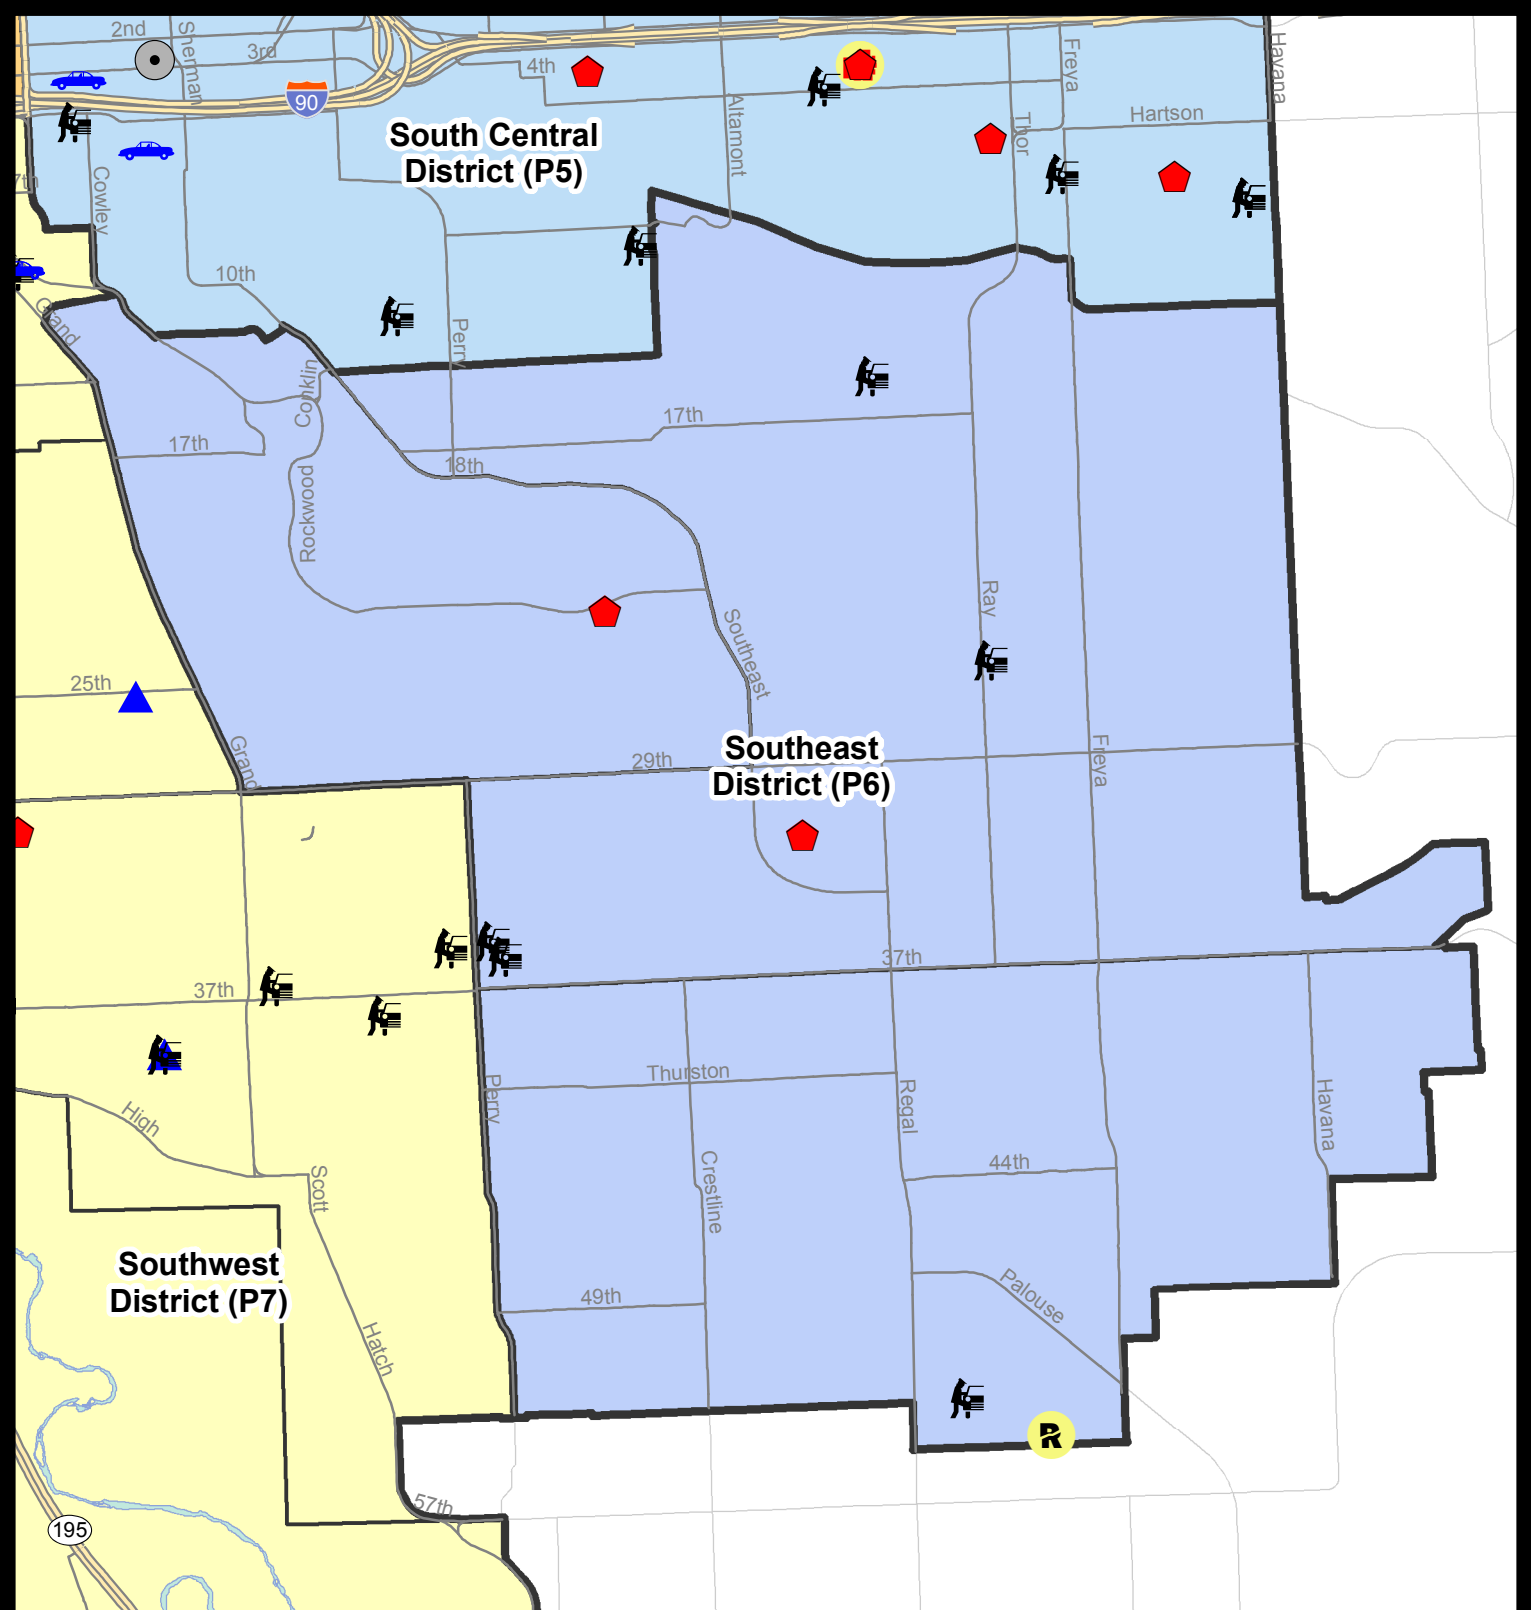 2nd
Sherman
3rd
4th
90
Freya
Havana
Altamont
Thor
Hartson
South Central
District (P5)
7th
Cowley
10th
Grand
Perry
Conklin
17th
17th
18th
Rockwood
Ray
Southeast
25th
Grand
29th
Southeast
District (P6)
Freya
37th
37th
Thurston
Perry
Regal
Havana
High
44th
Scott
Crestline
Southwest
District (P7)
49th
Palouse
Hatch
R
57th
195